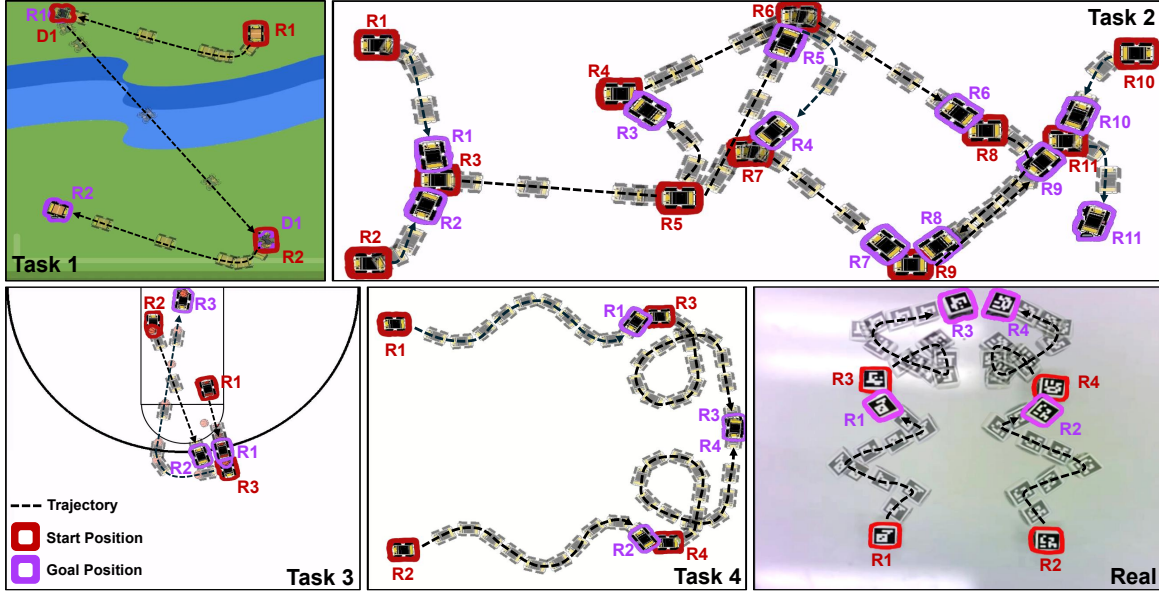 R1
D1
R1
R2
D1
R2
Task 1
R1
R2
R1
R3
R2
R4
R3
R5
R6
R5
R4
R7
R6
R8
R7
R8
R9
R9
R10
R10
R11
R11
Task 2
R2
R3
R1
R2
R1
R3
Trajectory
Start Position
Goal Position
Task 3
R1
R1
R3
R3
R4
R2
R2
R4
Task 4
R3
R4
R3
R4
R1
R2
R1
R2
Real